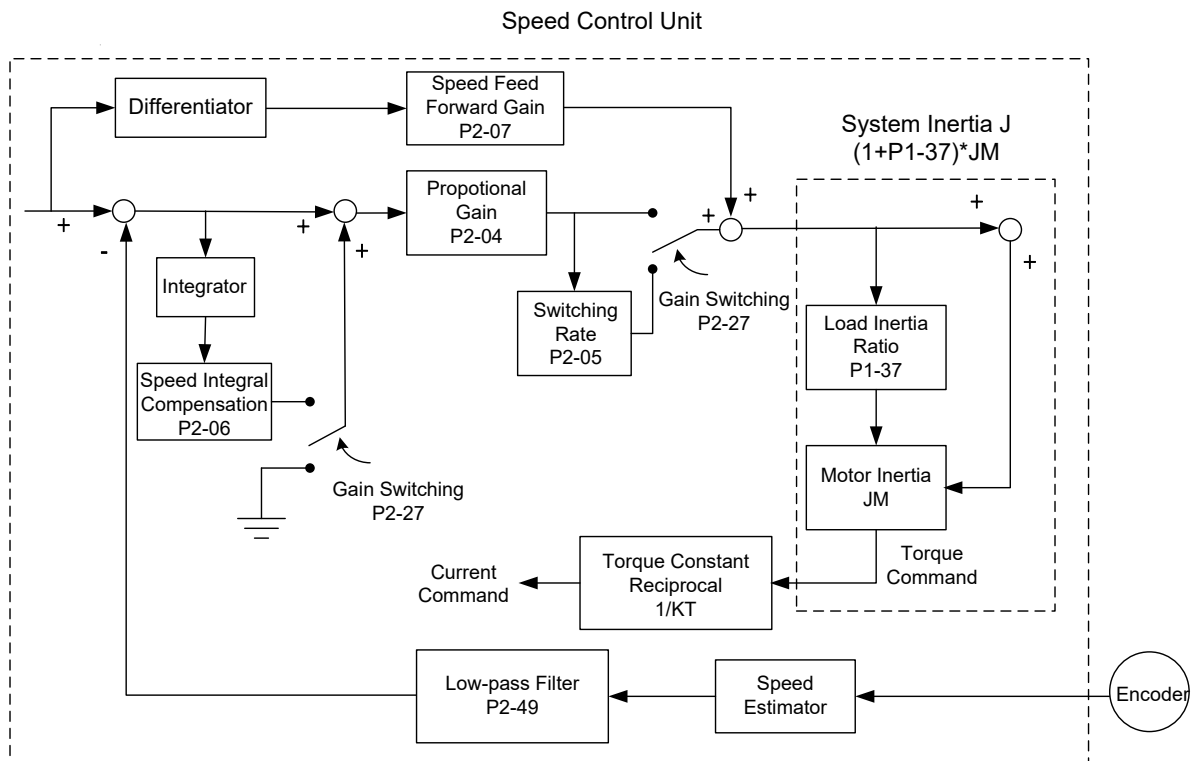 Speed Control Unit
Differentiator
Speed Feed
Forward Gain
P2-07
System Inertia J
(1+P1-37)*JM
+
-
+
+
Propotional
Gain
P2-04
+
+
+
+
Integrator
Switching
Rate
P2-05
Gain Switching
P2-27
Load Inertia
Ratio
P1-37
Speed Integral
Compensation
P2-06
Gain Switching
P2-27
Motor Inertia
JM
Current
Command
Torque Constant
Reciprocal
1/KT
Torque
Command
Low-pass Filter
P2-49
Speed
Estimator
Encoder